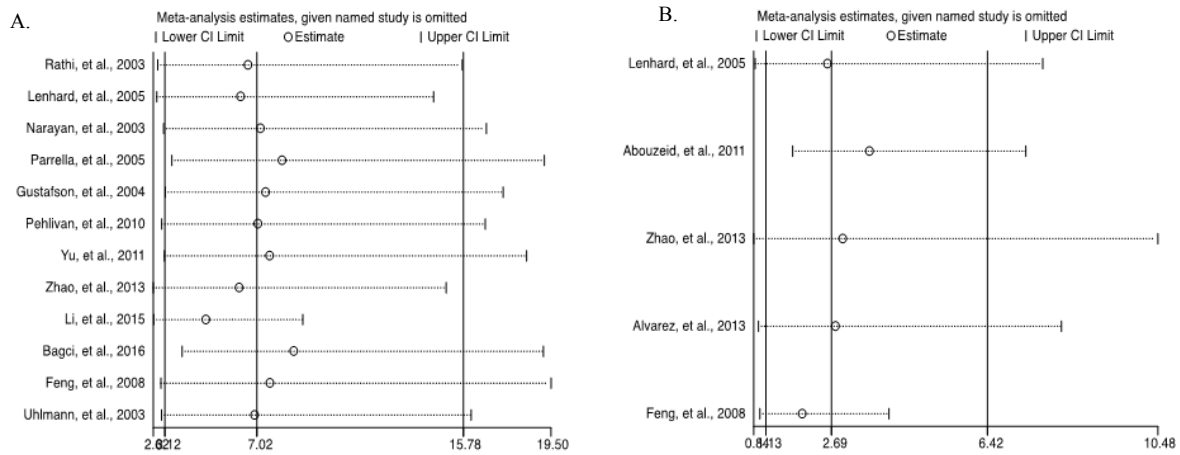 A.
Meta-analysis estimates, given named study is omitted
Lower CI Limit Estimate Upper CI Limit
Rathi, et al., 2003
Lenhard, et al., 2005
Narayan, et al., 2003
Parrella, et al., 2005
Gustafson, et al., 2004
Pehlivan, et al., 2010
Yu, et al., 2011
Zhao, et al., 2013
Li, et al., 2015
Bagci, et al., 2016
Feng, et al., 2008
Uhlmann, et al., 2003
7.02 15.78 19.50
B.
Meta-analysis estimates, given named study is omitted
Lower CI Limit Estimate Upper CI Limit
Lenhard, et al., 2005
Abouzeid, et al., 2011
Zhao, et al., 2013
Alvarez, et al., 2013
Feng, et al., 2008
2.69 6.42 10.48